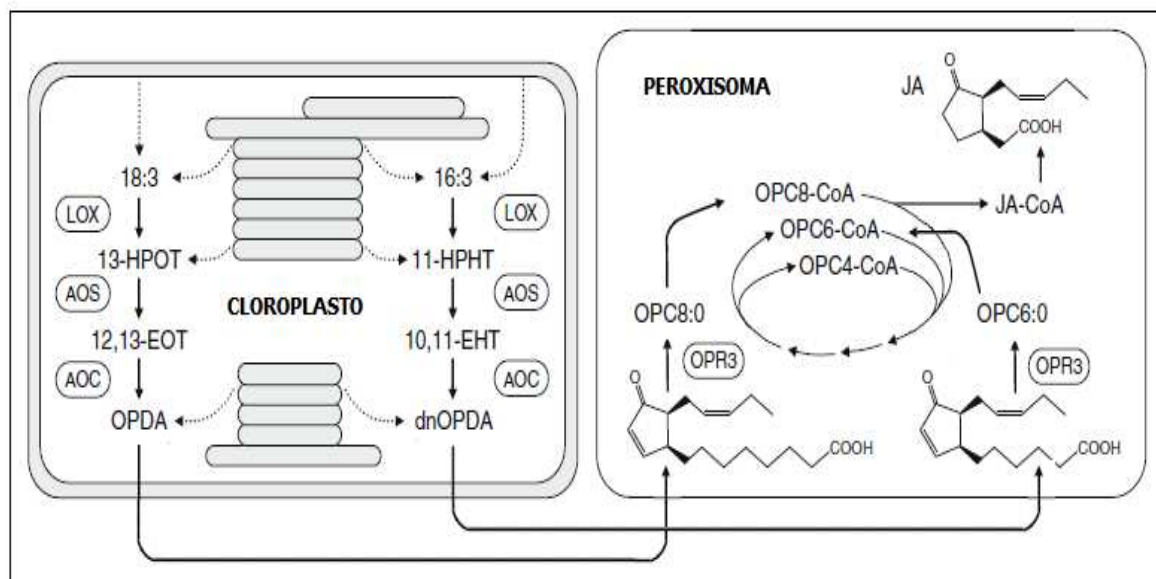 18:3
LOX
13-HPOT
AOS
12,13-EOT
AOC
OPDA
CLOROPLASTO
16:3
LOX
11-HPHT
AOS
10,11-EHT
AOC
dnOPDA
PEROXISOMA
JA
O
COOH
OPC8-CoA
JA-CoA
OPC6-CoA
OPC4-CoA
OPC8:0
OPC6:0
OPR3
OPR3
O
COOH
O
COOH